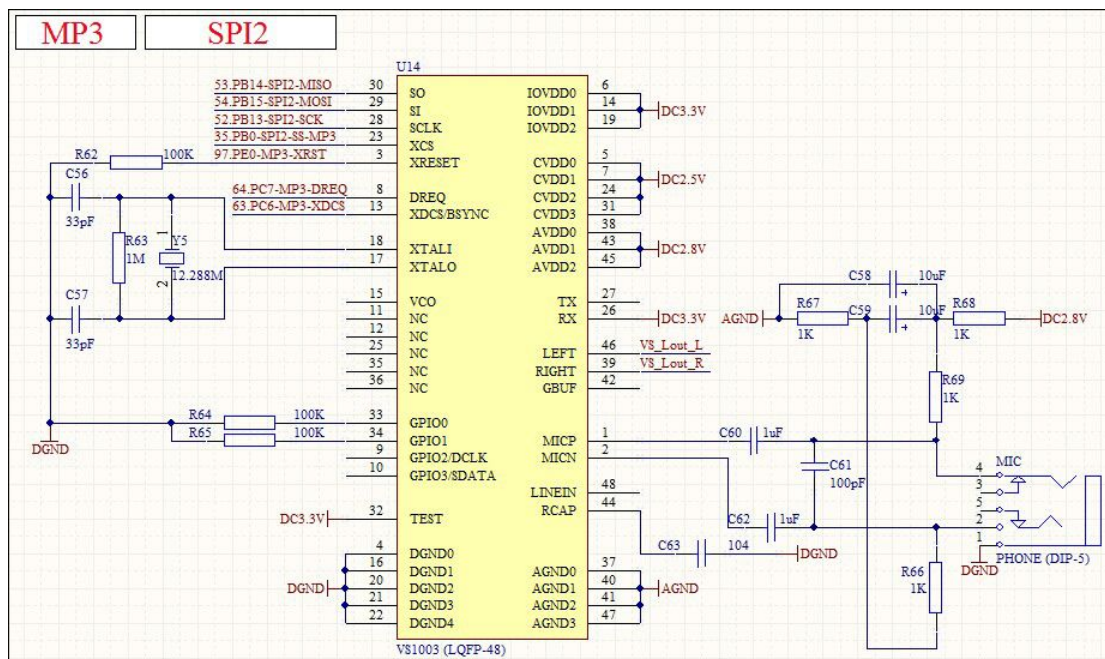 MP3 SPI2
U14
53.PB14-SPI2-MISO 30 SO IOVDD0 6
54.PB15-SPI2-MOSI 29 SI IOVDD1 14 DC3.3V
52.PB13-SPI2-SCK 28 SCLK IOVDD2 19
35.PB0-SPI2-SS-MP3 23 XCS
R62 100K 97.PE0-MP3-XRST 3 XRESET CVDD0 5
CVDD1 7 DC2.5V
C56 33pF
64.PC7-MP3-DREQ 8 DREQ CVDD2 24
63.PC6-MP3-XDCS 13 XDCS/BSYNC CVDD3 31
AVDD0 38
R63 1M
1 Y5 2 12.288M
18 XTALI AVDD1 43 DC2.8V
17 XTALO AVDD2 45
C57 33pF
15 VCO TX 27
11 NC RX 26 DC3.3V
12 NC
25 NC LEFT 46 VS_Lout_L
35 NC RIGHT 39 VS_Lout_R
36 NC GBUF 42
C58 10uF
AGND R67 1K C59 10uF R68 1K DC2.8V
R69 1K
DGND
R64 100K 33 GPIO0
R65 100K 34 GPIO1 MICP 1 C60 1uF
9 GPIO2/DCLK MICN 2
10 GPIO3/SDATA
C61 100pF
LINEIN 48
RCAP 44
4 MIC
3
5
2
1
PHONE (DIP-5)
DGND
DC3.3V 32 TEST
C62 1uF
C63 104 DGND
4 DGND0 AGND0 37
16 DGND1 AGND1 40 AGND
DGND 20 DGND2 AGND2 41
21 DGND3 AGND3 47
22 DGND4
R66 1K
VS1003 (LQFP-48)